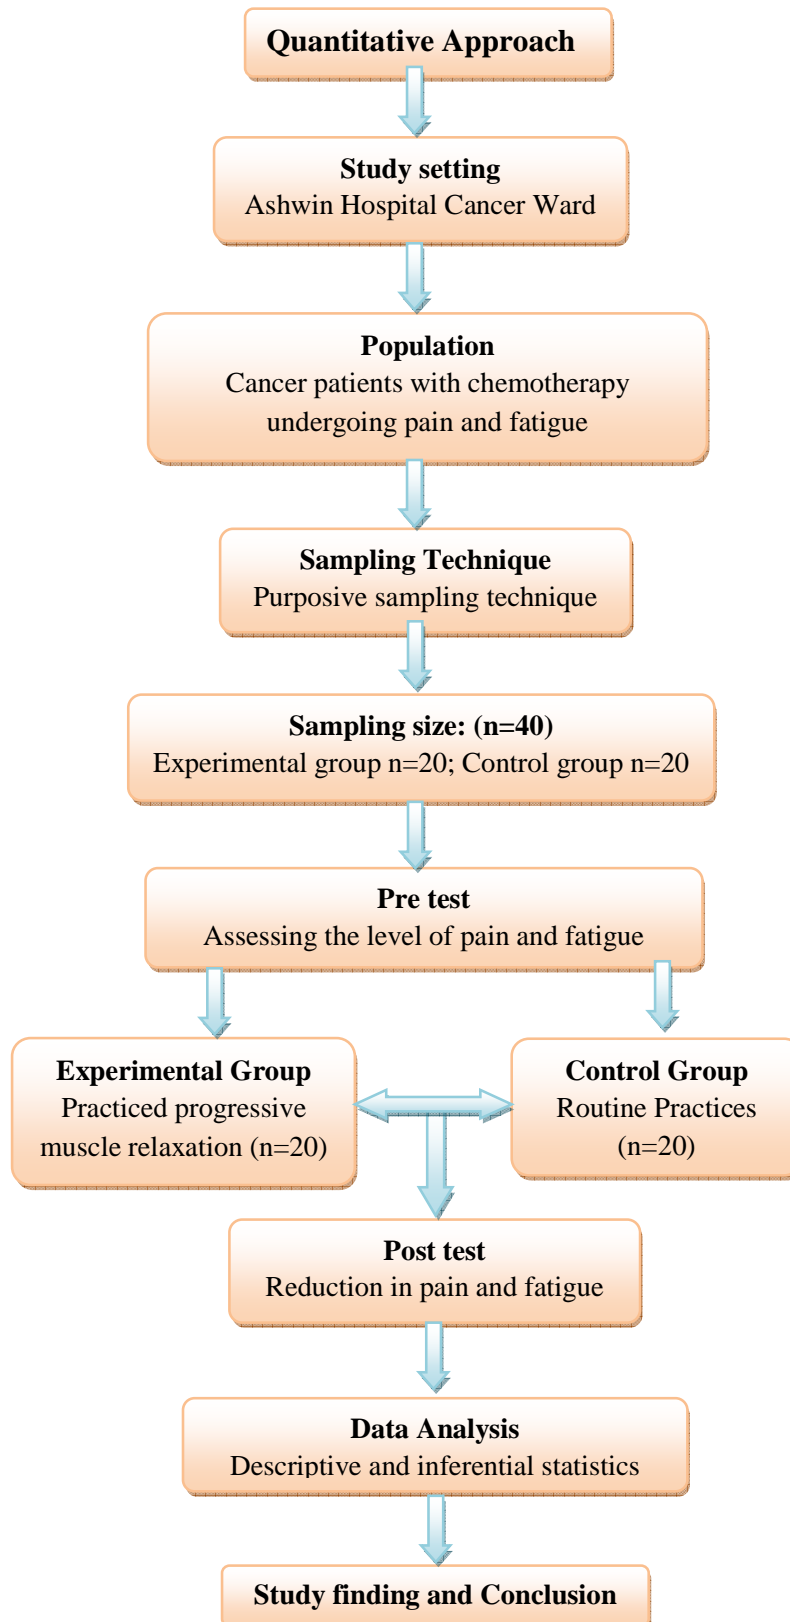 Quantitative Approach
Study setting
Ashwin Hospital Cancer Ward
Population
Cancer patients with chemotherapy
undergoing pain and fatigue
Sampling Technique
Purposive sampling technique
Sampling size: (n=40)
Experimental group n=20; Control group n=20
Pre test
Assessing the level of pain and fatigue
Experimental Group
Practiced progressive
muscle relaxation (n=20)
Control Group
Routine Practices
(n=20)
Post test
Reduction in pain and fatigue
Data Analysis
Descriptive and inferential statistics
Study finding and Conclusion